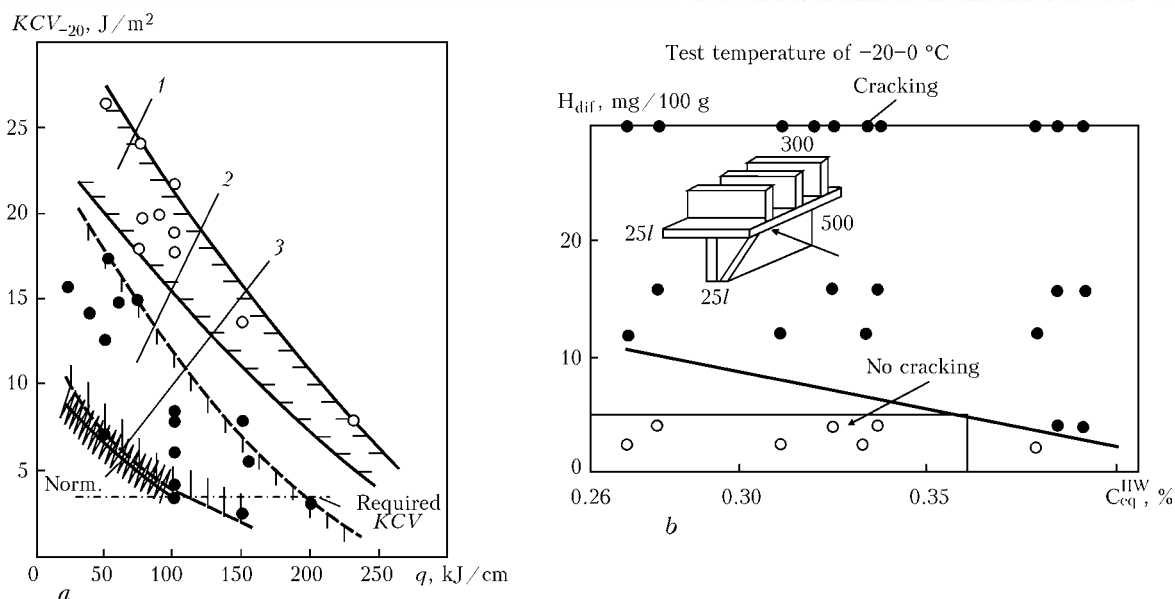 KCV₋₂₀, J/m²
25
20
15
10
5
0
50
100
150
200
250
q, kJ/cm
1
2
3
Norm.
Required
KCV
a
Test temperature of -20-0 °C
H_dif, mg/100 g
Cracking
300
500
25l
25l
No cracking
20
10
0
0.26
0.30
0.35
C_eq^IIW, %
b